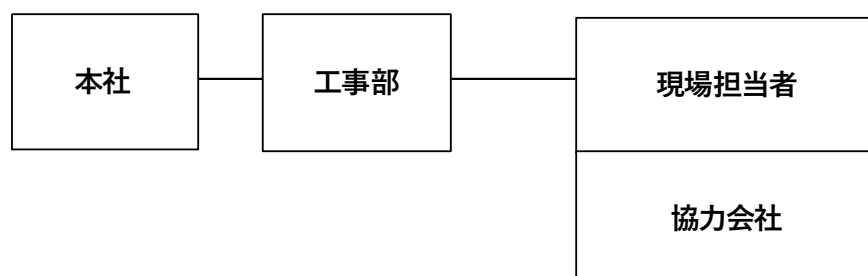 本社
工事部
現場担当者
協力会社